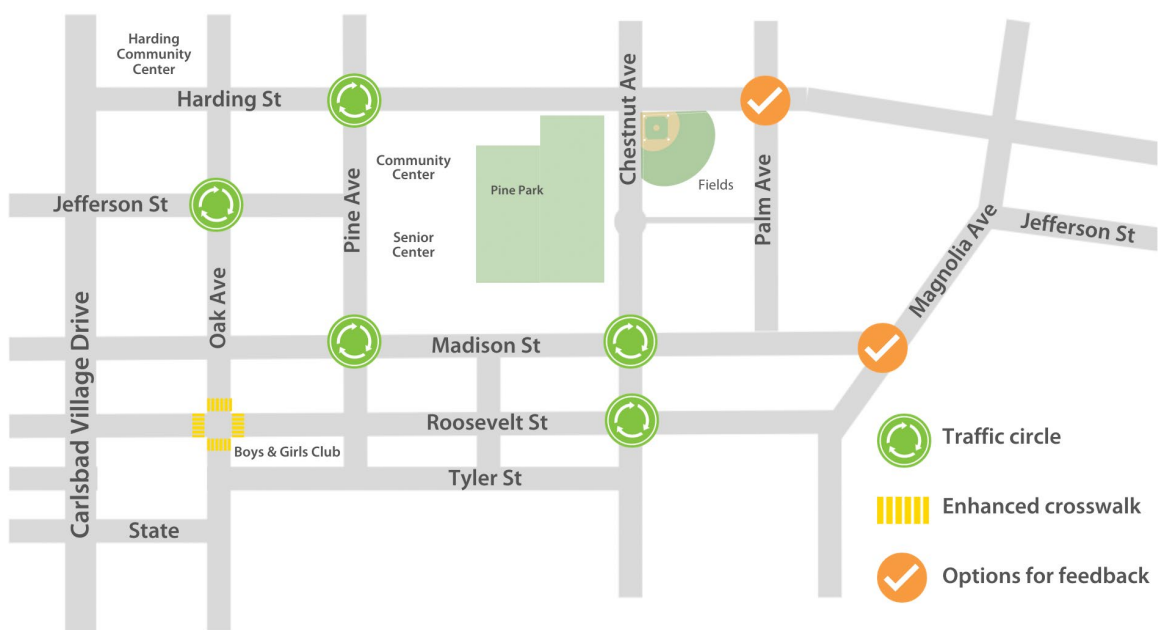 Harding
Community
Center
Harding St
Chestnut Ave
Community
Center
Pine Park
Fields
Jefferson St
Pine Ave
Palm Ave
Senior
Center
Jefferson St
Magnolia Ave
Oak Ave
Carlsbad Village Drive
Madison St
Roosevelt St
Boys & Girls Club
Tyler St
State
Traffic circle
Enhanced crosswalk
Options for feedback